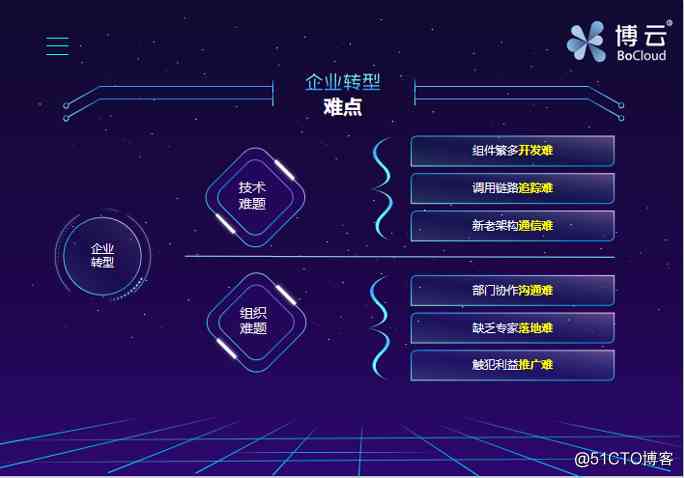 博云®
BoCloud
企业转型
难点
企业
转型
技术
难题
组件繁多开发难
调用链路追踪难
新老架构通信难
组织
难题
部门协作沟通难
缺乏专家落地难
触犯利益推广难
@51CTO博客